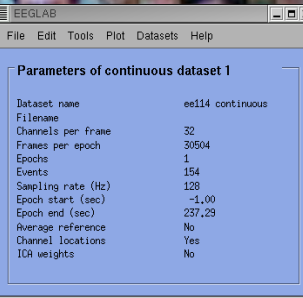 EEGLAB
File Edit Tools Plot Datasets Help
Parameters of continuous dataset 1
Dataset name ee114 continuous
Filename
Channels per frame 32
Frames per epoch 30504
Epochs 1
Events 154
Sampling rate (Hz) 128
Epoch start (sec) -1.00
Epoch end (sec) 237.29
Average reference No
Channel locations Yes
ICA weights No